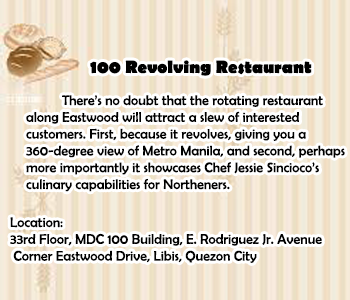 100 Revolving Restaurant
There's no doubt that the rotating restaurant
along Eastwood will attract a slew of interested
customers. First, because it revolves, giving you a
360-degree view of Metro Manila, and second, perhaps
more importantly it showcases Chef Jessie Sincioco's
culinary capabilities for Northeners.
Location:
33rd Floor, MDC 100 Building, E. Rodriguez Jr. Avenue
Corner Eastwood Drive, Libis, Quezon City